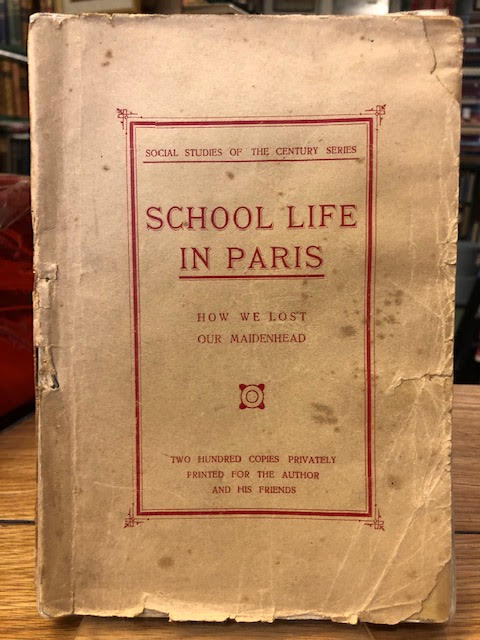 SOCIAL STUDIES OF THE CENTURY SERIES
SCHOOL LIFE
IN PARIS
HOW WE LOST
OUR MAIDENHEAD
TWO HUNDRED COPIES PRIVATELY
PRINTED FOR THE AUTHOR
AND HIS FRIENDS